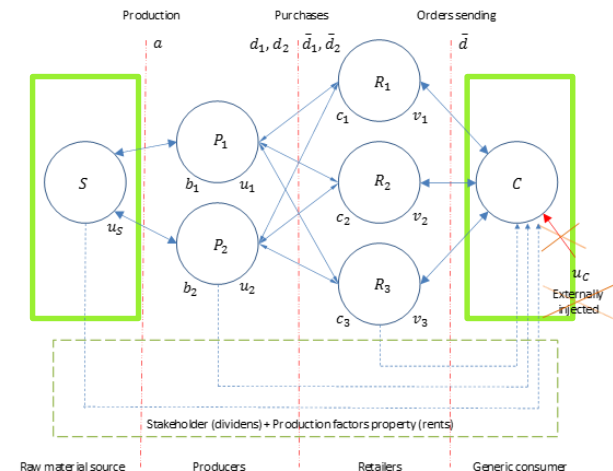 Production Purchases Orders sending
a d₁, d₂ d̄₁, d̄₂ d̄
R₁
c₁ v₁
P₁
b₁ u₁
S R₂ C
u_S c₂ v₂
P₂
b₂ u₂ u_C
R₃ Externally
injected
c₃ v₃
Stakeholder (dividens) + Production factors property (rents)
Raw material source Producers Retailers Generic consumer